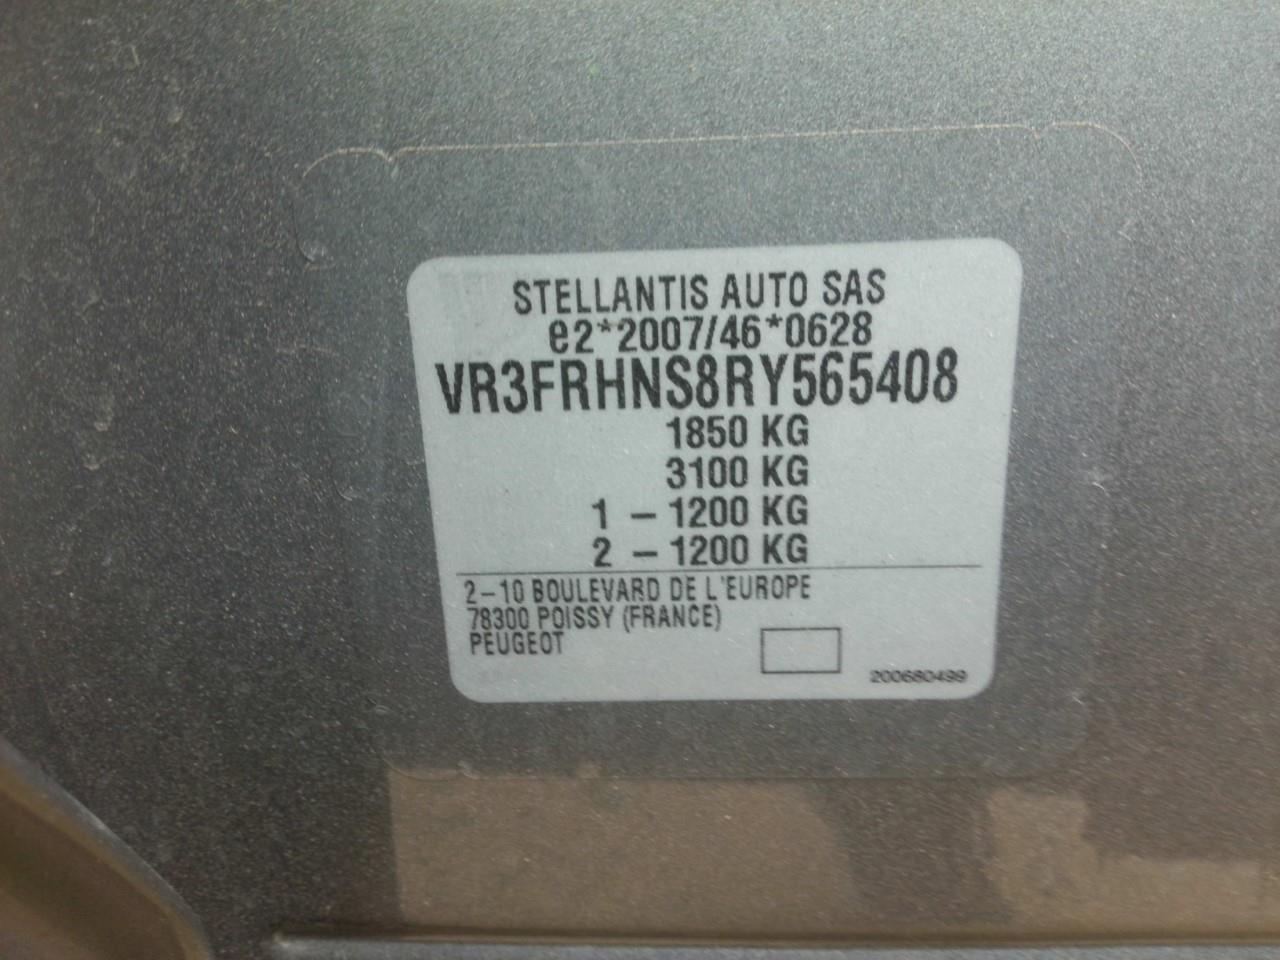 STELLANTIS AUTO SAS
e2*2007/46*0628
VR3FRHNS8RY565408
1850 KG
3100 KG
1 – 1200 KG
2 – 1200 KG
2–10 BOULEVARD DE L'EUROPE
78300 POISSY (FRANCE)
PEUGEOT
200680499